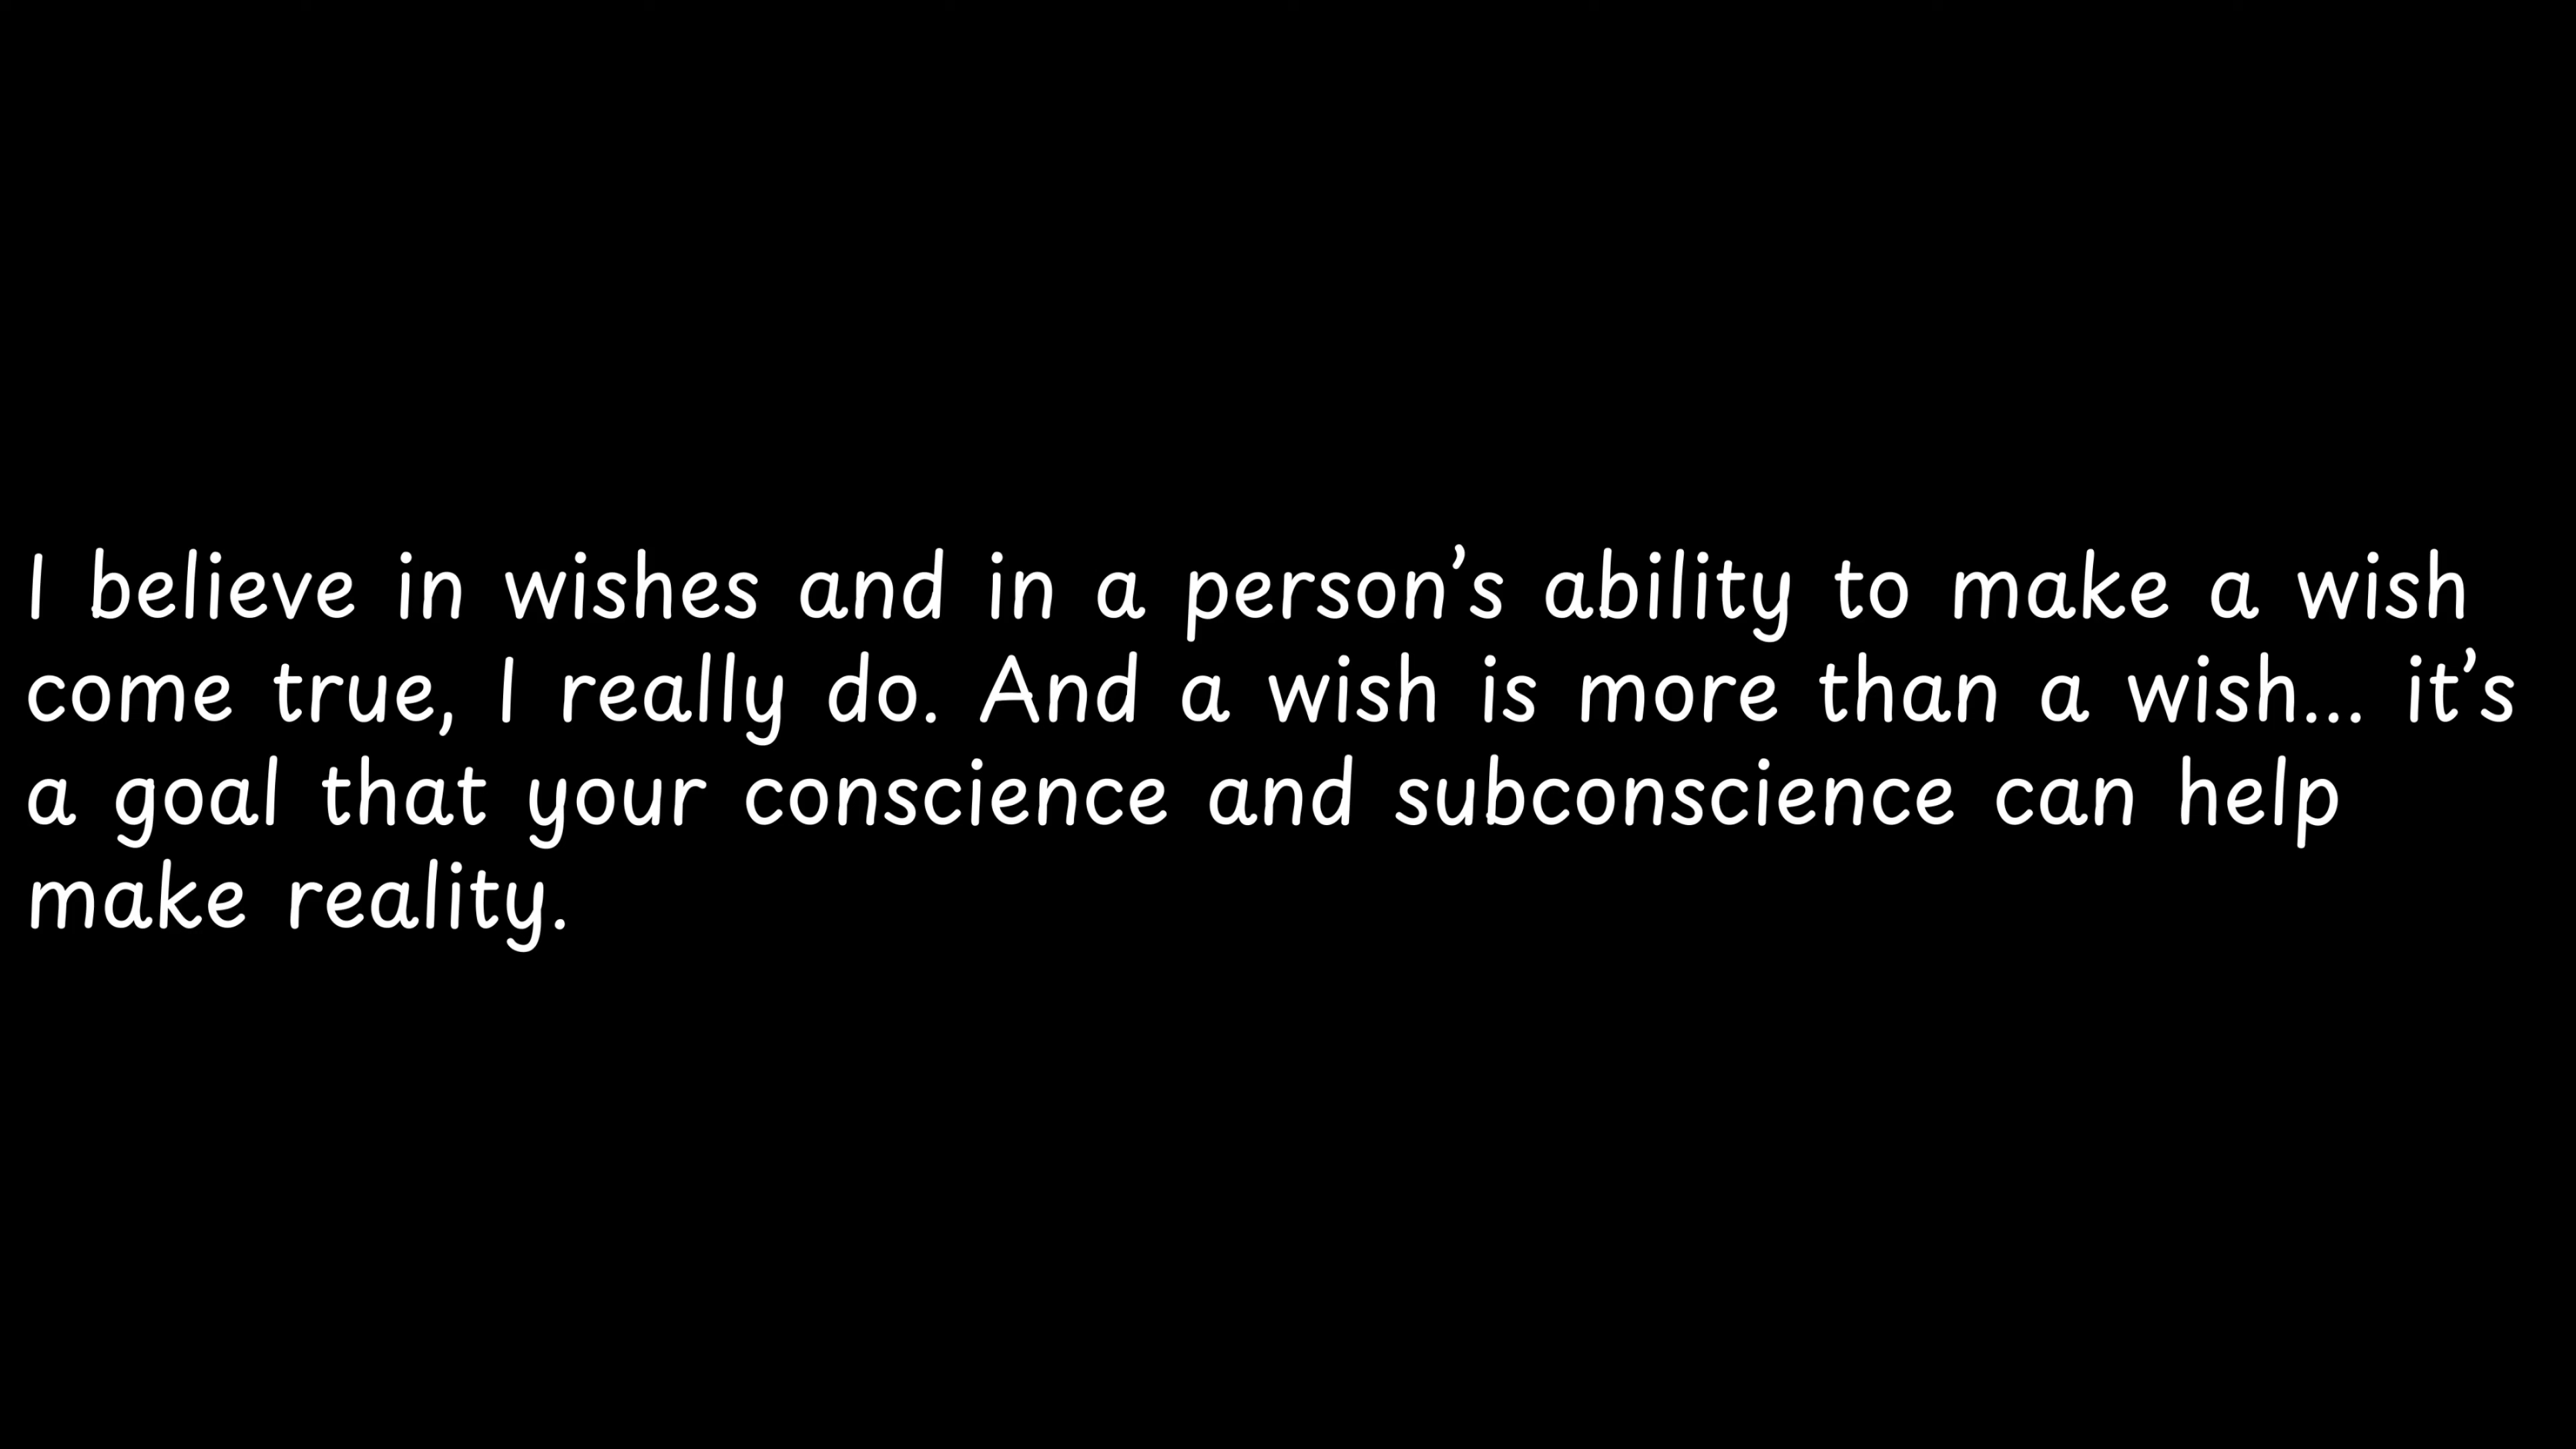 I believe in wishes and in a person’s ability to make a wish
come true, I really do. And a wish is more than a wish... it’s
a goal that your conscience and subconscience can help
make reality.